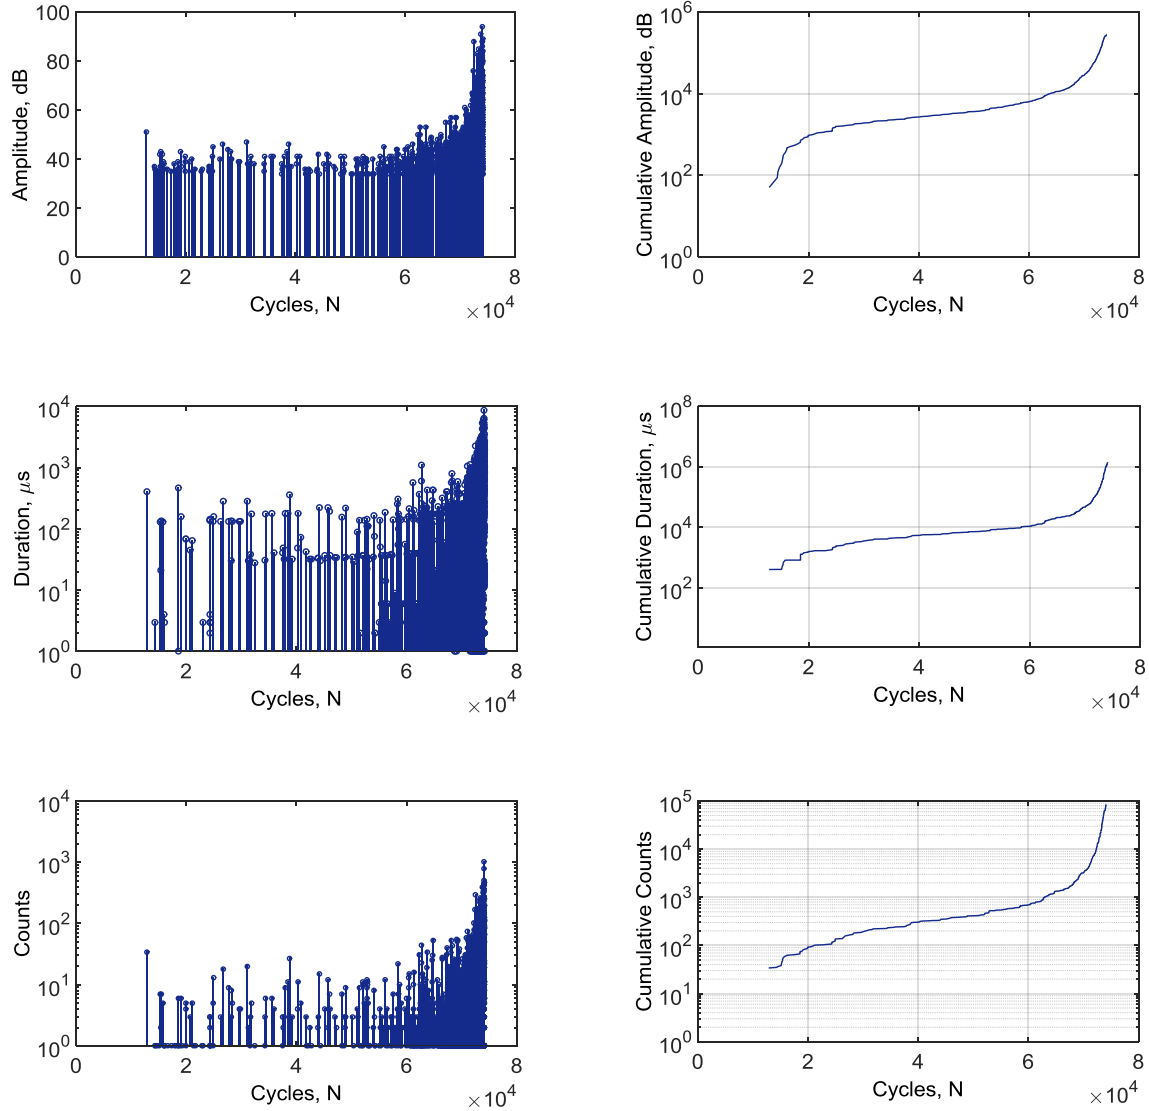 100
80
60
40
20
0
Amplitude, dB
0 2 4 6 8
Cycles, N
×10^4
10^6
10^4
10^2
10^0
Cumulative Amplitude, dB
0 2 4 6 8
Cycles, N
×10^4
10^4
10^3
10^2
10^1
10^0
Duration, μs
0 2 4 6 8
Cycles, N
×10^4
10^8
10^6
10^4
10^2
Cumulative Duration, μs
0 2 4 6 8
Cycles, N
×10^4
10^4
10^3
10^2
10^1
10^0
Counts
0 2 4 6 8
Cycles, N
×10^4
10^5
10^4
10^3
10^2
10^1
10^0
Cumulative Counts
0 2 4 6 8
Cycles, N
×10^4